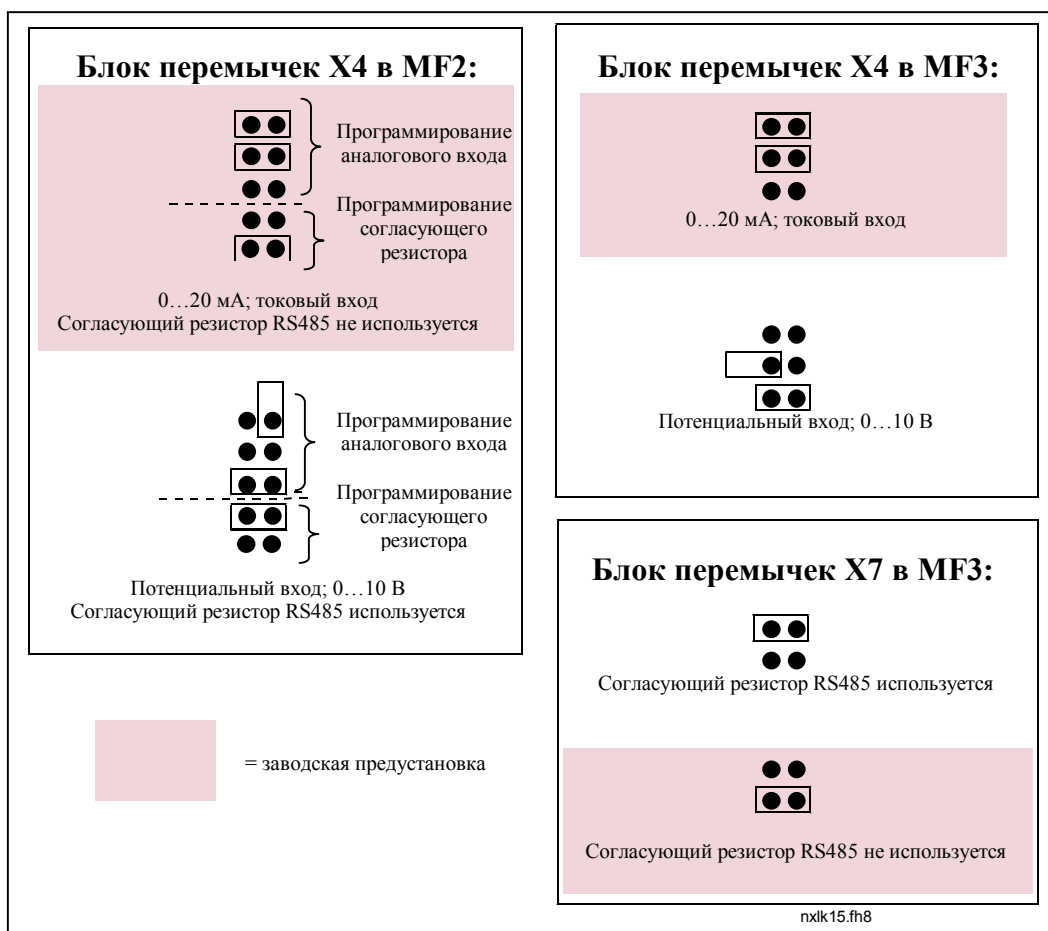 Блок перемычек X4 в MF2:
Программирование
аналогового входа
Программирование
согласующего
резистора
0…20 мА; токовый вход
Согласующий резистор RS485 не используется
Программирование
аналогового входа
Программирование
согласующего
резистора
Потенциальный вход; 0…10 В
Согласующий резистор RS485 используется
= заводская предустановка
Блок перемычек X4 в MF3:
0…20 мА; токовый вход
Потенциальный вход; 0…10 В
Блок перемычек X7 в MF3:
Согласующий резистор RS485 используется
Согласующий резистор RS485 не используется
nxlk15.fh8